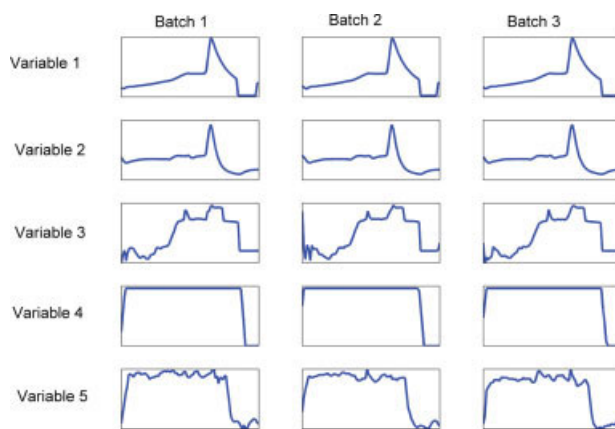 Batch 1
Batch 2
Batch 3
Variable 1
Variable 2
Variable 3
Variable 4
Variable 5